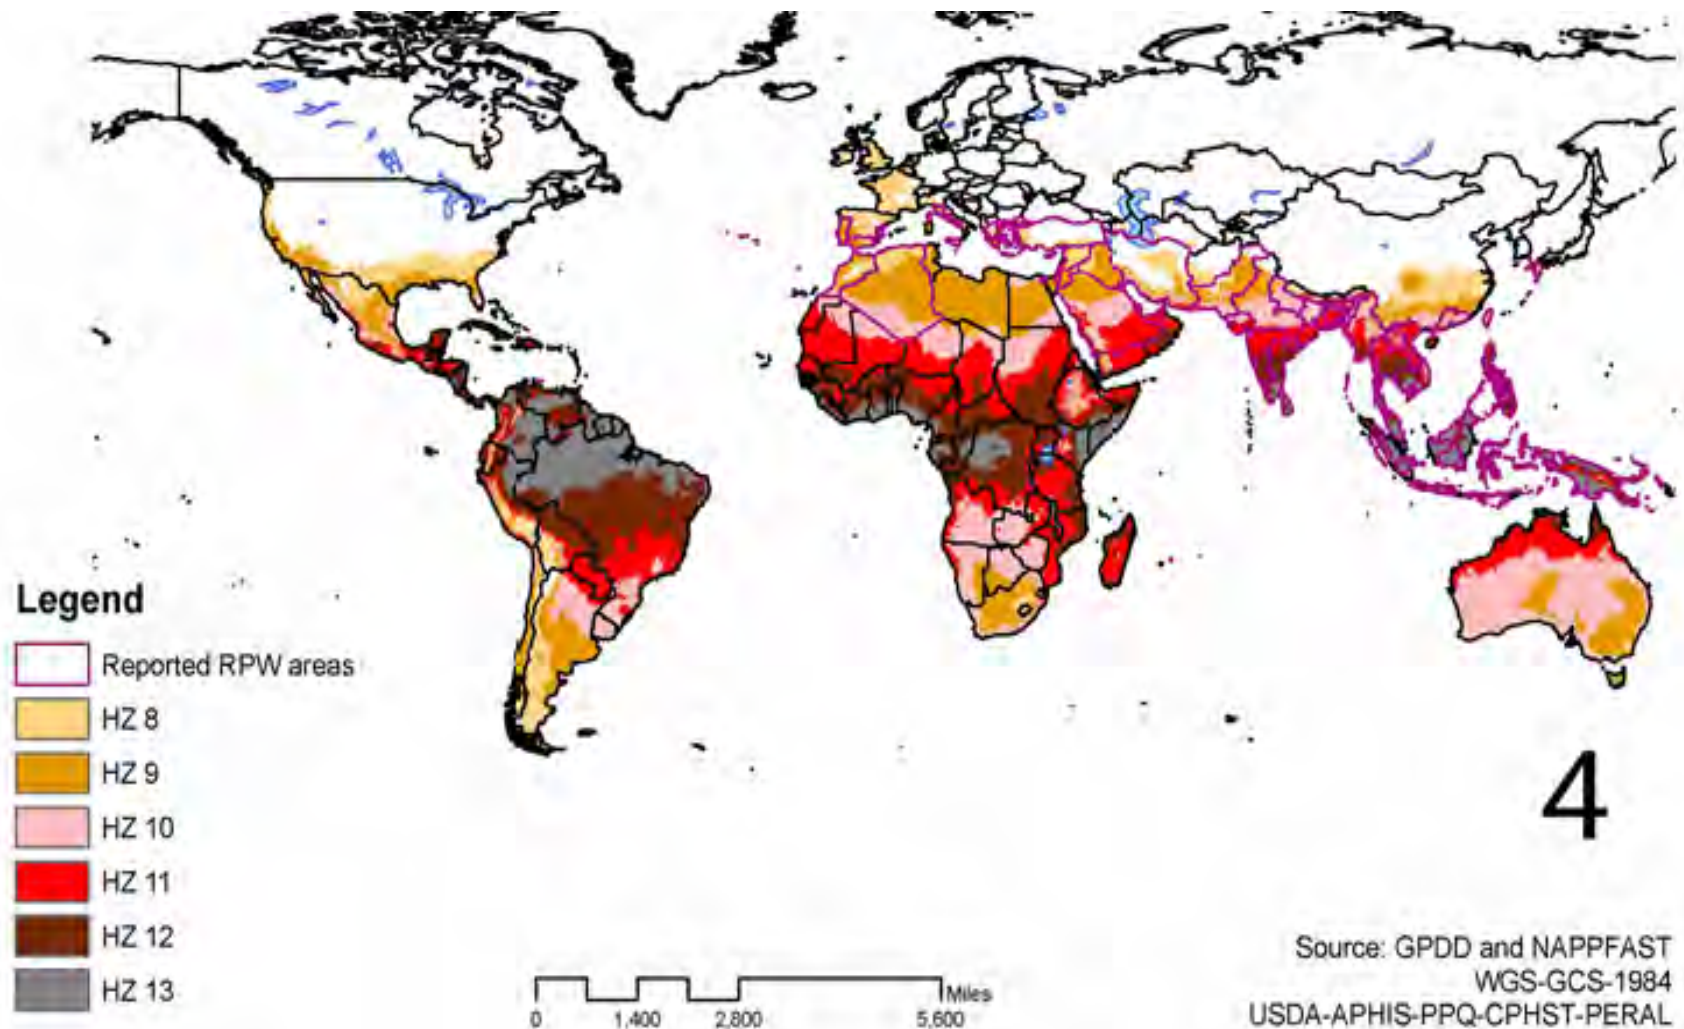 Legend
Reported RPW areas
HZ 8
HZ 9
HZ 10
HZ 11
HZ 12
HZ 13
4
Miles
0 1,400 2,800 5,600
Source: GPDD and NAPPFAST
WGS-GCS-1984
USDA-APHIS-PPQ-CPHST-PERAL